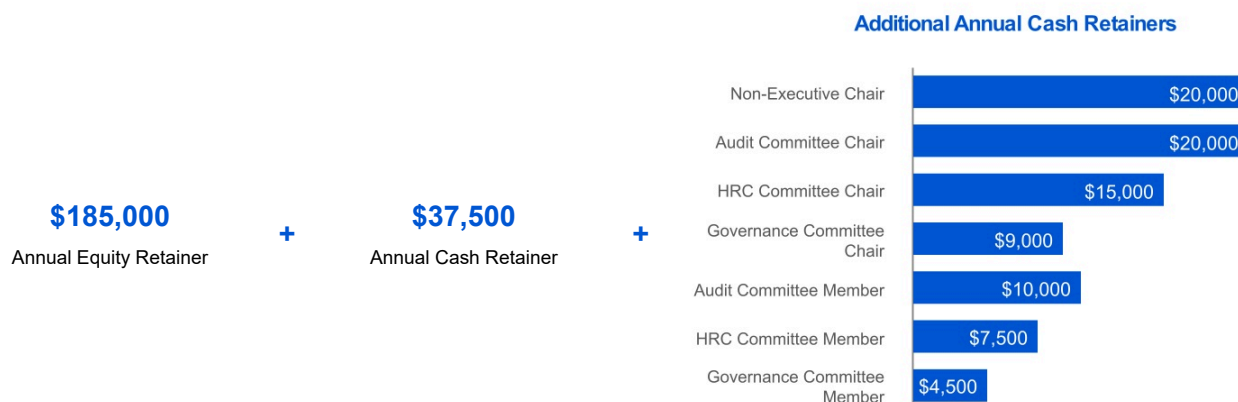 Additional Annual Cash Retainers
$185,000
Annual Equity Retainer
+
$37,500
Annual Cash Retainer
+
Non-Executive Chair
$20,000
Audit Committee Chair
$20,000
HRC Committee Chair
$15,000
Governance Committee
Chair
$9,000
Audit Committee Member
$10,000
HRC Committee Member
$7,500
Governance Committee
Member
$4,500